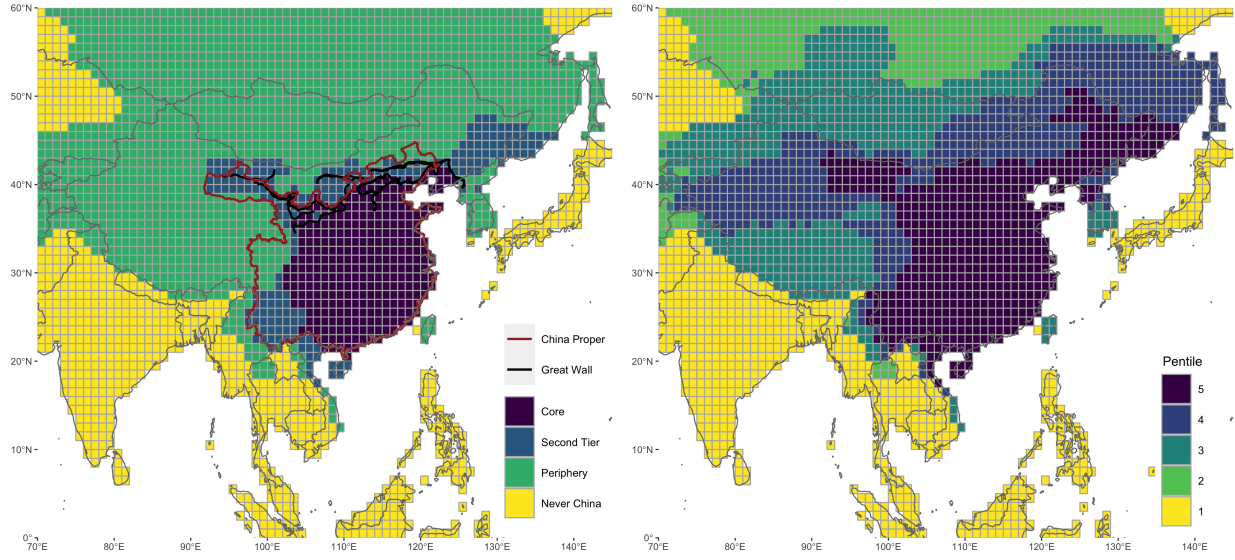 60°N
50°N
40°N
30°N
20°N
10°N
0°
70°E
80°E
90°E
100°E
110°E
120°E
130°E
140°E
China Proper
Great Wall
Core
Second Tier
Periphery
Never China
60°N
50°N
40°N
30°N
20°N
10°N
0°
70°E
80°E
90°E
100°E
110°E
120°E
130°E
140°E
Pentile
5
4
3
2
1